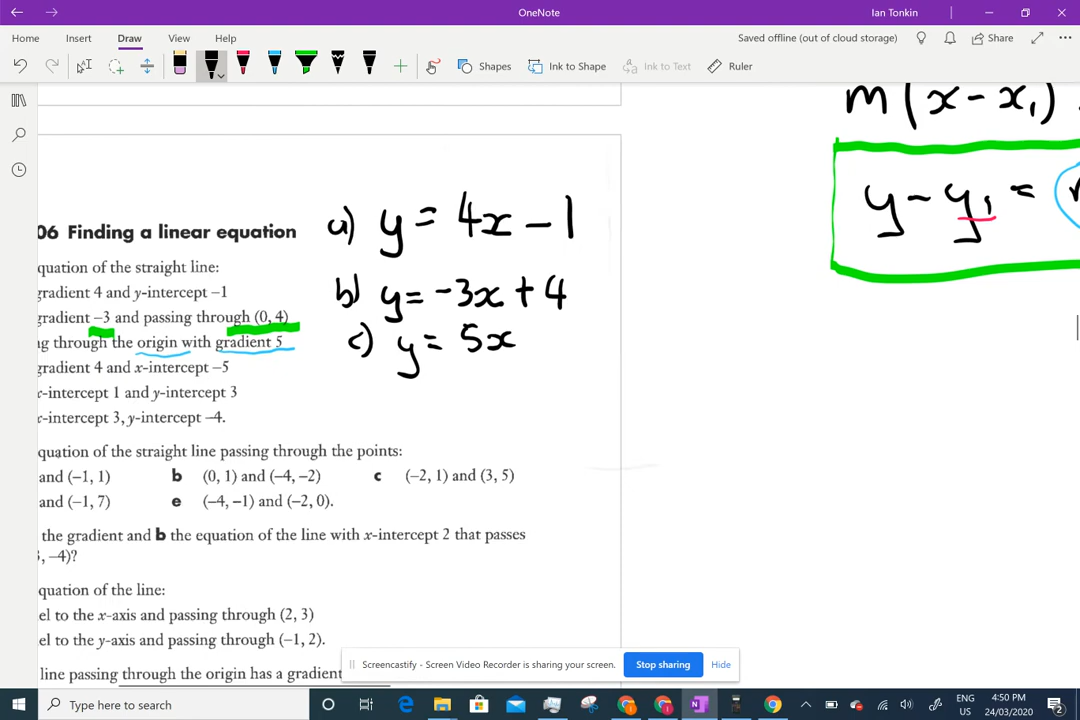 OneNote
Ian Tonkin
Home Insert Draw View Help
Saved offline (out of cloud storage)
Share
Shapes
Ink to Shape
Ink to Text
Ruler
m(x - x₁)
y - y₁ =
06 Finding a linear equation
a) y = 4x - 1
quation of the straight line:
gradient 4 and y-intercept −1
b) y = -3x + 4
gradient −3 and passing through (0, 4)
g through the origin with gradient 5
c) y = 5x
gradient 4 and x-intercept −5
x-intercept 1 and y-intercept 3
x-intercept 3, y-intercept −4.
quation of the straight line passing through the points:
and (−1, 1) b (0, 1) and (−4, −2) c (−2, 1) and (3, 5)
and (−1, 7) e (−4, −1) and (−2, 0).
the gradient and b the equation of the line with x-intercept 2 that passes
, −4)?
quation of the line:
el to the x-axis and passing through (2, 3)
el to the y-axis and passing through (−1, 2).
line passing through the origin has a gradient
Screencastify - Screen Video Recorder is sharing your screen.
Stop sharing
Hide
Type here to search
ENG
US
4:50 PM
24/03/2020
2